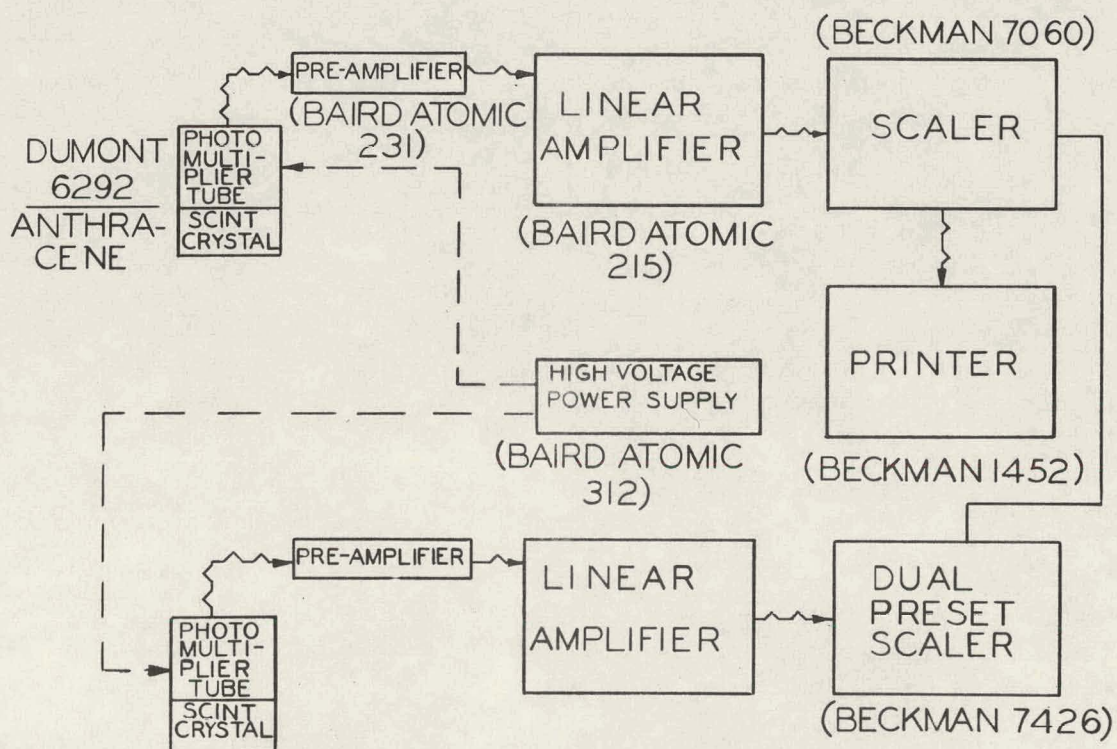 (BECKMAN 7060)
PRE-AMPLIFIER
(BAIRD ATOMIC
231)
LINEAR
AMPLIFIER
(BAIRD ATOMIC
215)
SCALER
DUMONT
6292
ANTHRA-
CENE
PHOTO
MULTI-
PLIER
TUBE
SCINT
CRYSTAL
PRINTER
(BECKMAN 1452)
HIGH VOLTAGE
POWER SUPPLY
(BAIRD ATOMIC
312)
PRE-AMPLIFIER
LINEAR
AMPLIFIER
DUAL
PRESET
SCALER
(BECKMAN 7426)
PHOTO
MULTI-
PLIER
TUBE
SCINT
CRYSTAL